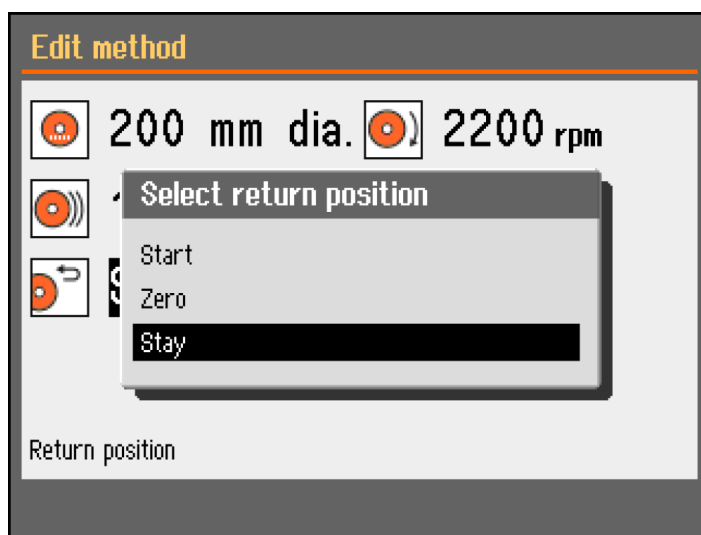 Edit method
200 mm dia. 2200 rpm
Select return position
Start
Zero
Stay
Return position